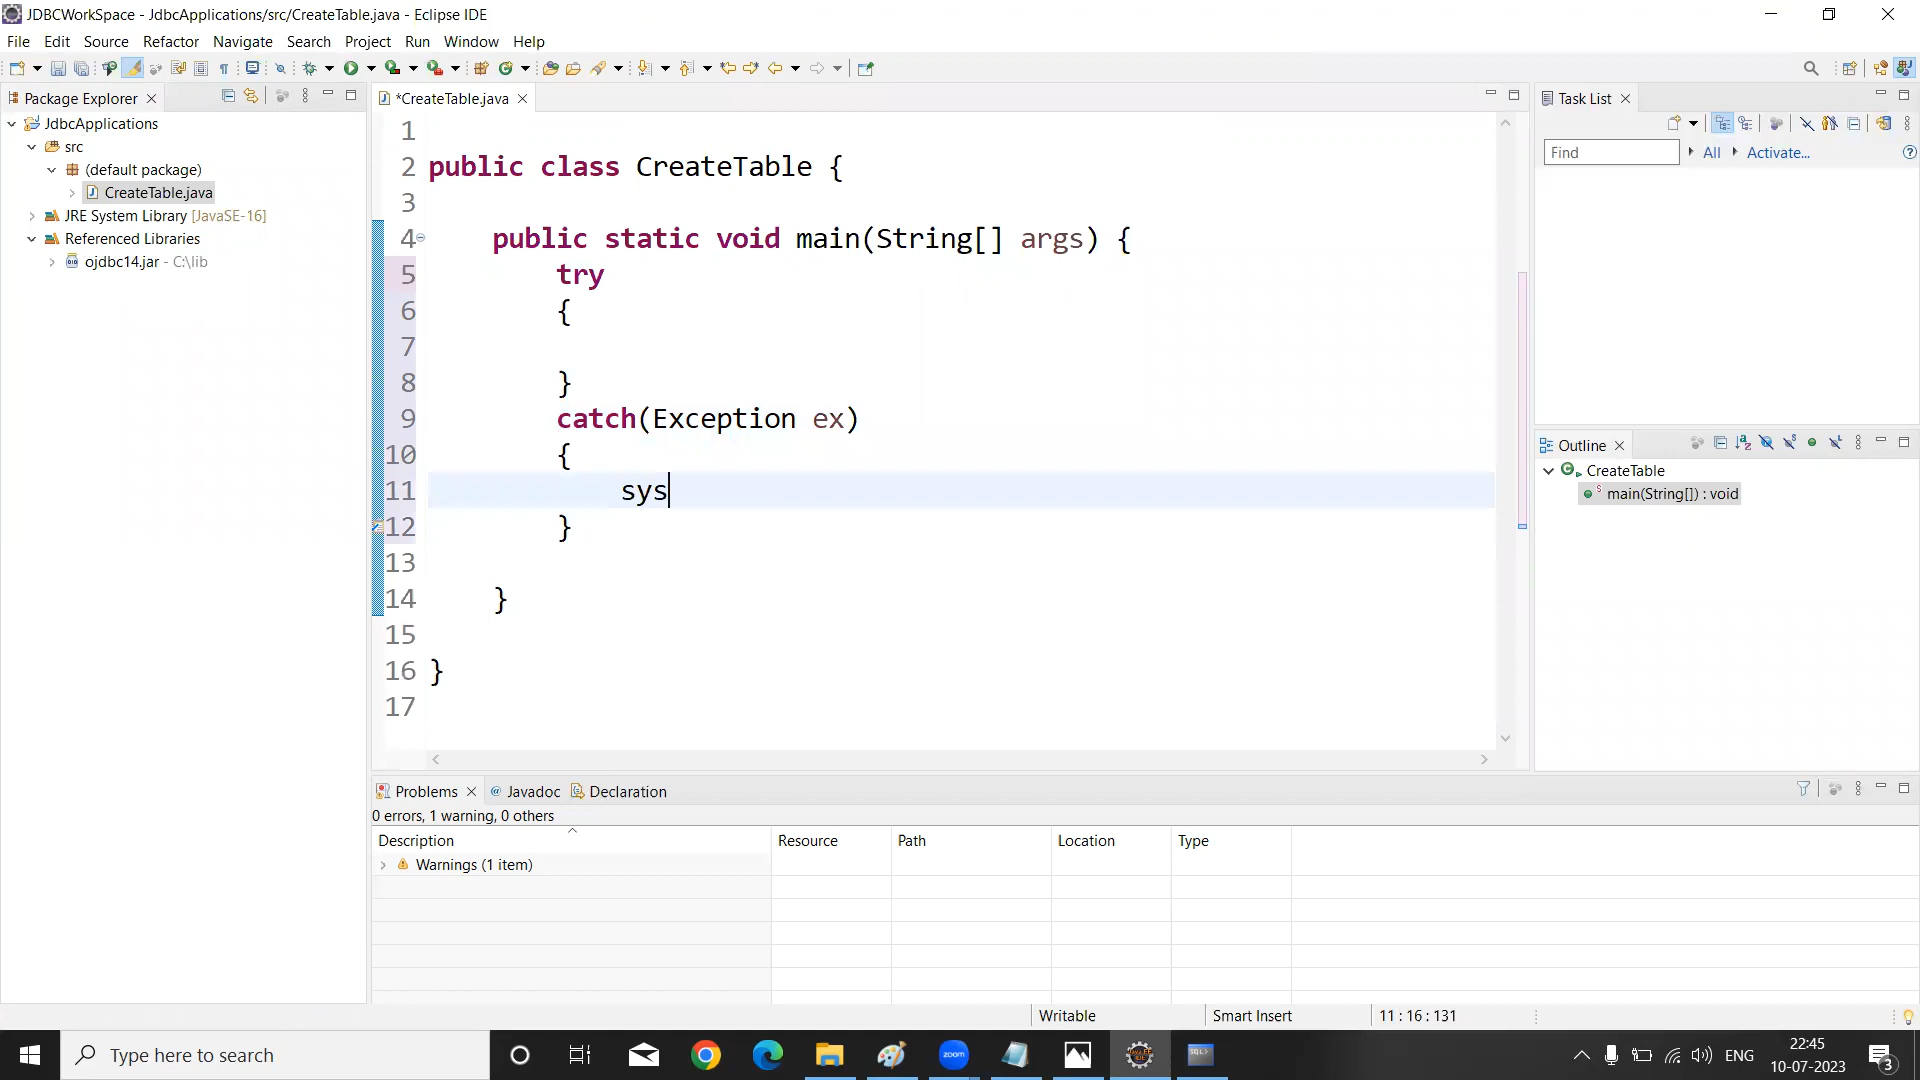 JDBCWorkSpace - JdbcApplications/src/CreateTable.java - Eclipse IDE
File Edit Source Refactor Navigate Search Project Run Window Help
Package Explorer
JdbcApplications
src
(default package)
CreateTable.java
JRE System Library [JavaSE-16]
Referenced Libraries
ojdbc14.jar - C:\lib
*CreateTable.java
1
2 public class CreateTable {
3
4 public static void main(String[] args) {
5 try
6 {
7
8 }
9 catch(Exception ex)
10 {
11 sys
12 }
13
14 }
15
16 }
17
Task List
Find All Activate...
?
Outline
CreateTable
main(String[]) : void
Problems @ Javadoc Declaration
0 errors, 1 warning, 0 others
Description Resource Path Location Type
Warnings (1 item)
Writable Smart Insert 11 : 16 : 131
Type here to search
zoom
SQL>
ENG
22:45
10-07-2023
3